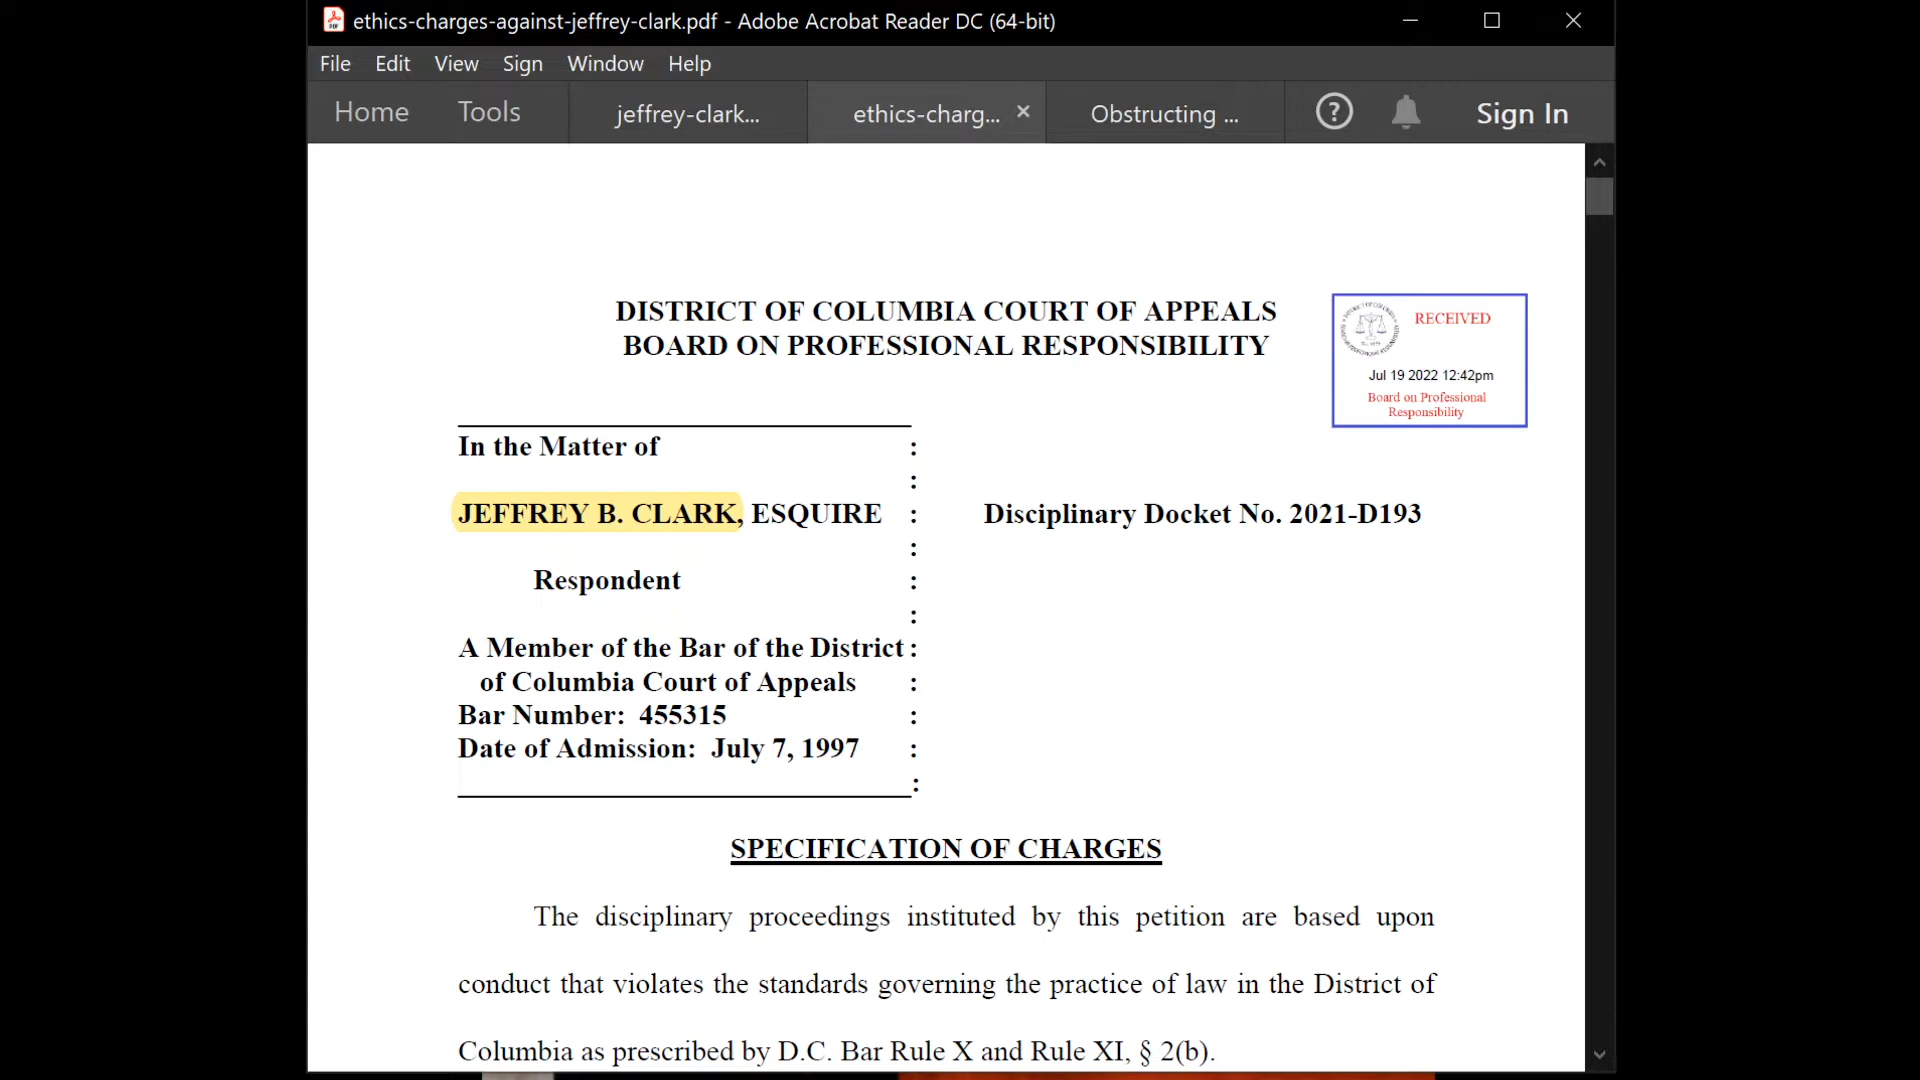 ethics-charges-against-jeffrey-clark.pdf - Adobe Acrobat Reader DC (64-bit)
File Edit View Sign Window Help
Home Tools jeffrey-clark... ethics-charg... × Obstructing ... ? Sign In
DISTRICT OF COLUMBIA COURT OF APPEALS
BOARD ON PROFESSIONAL RESPONSIBILITY
RECEIVED
Jul 19 2022 12:42pm
Board on Professional
Responsibility
In the Matter of :
:
JEFFREY B. CLARK, ESQUIRE : Disciplinary Docket No. 2021-D193
:
Respondent :
:
A Member of the Bar of the District :
of Columbia Court of Appeals :
Bar Number: 455315 :
Date of Admission: July 7, 1997 :
:
SPECIFICATION OF CHARGES
The disciplinary proceedings instituted by this petition are based upon
conduct that violates the standards governing the practice of law in the District of
Columbia as prescribed by D.C. Bar Rule X and Rule XI, § 2(b).